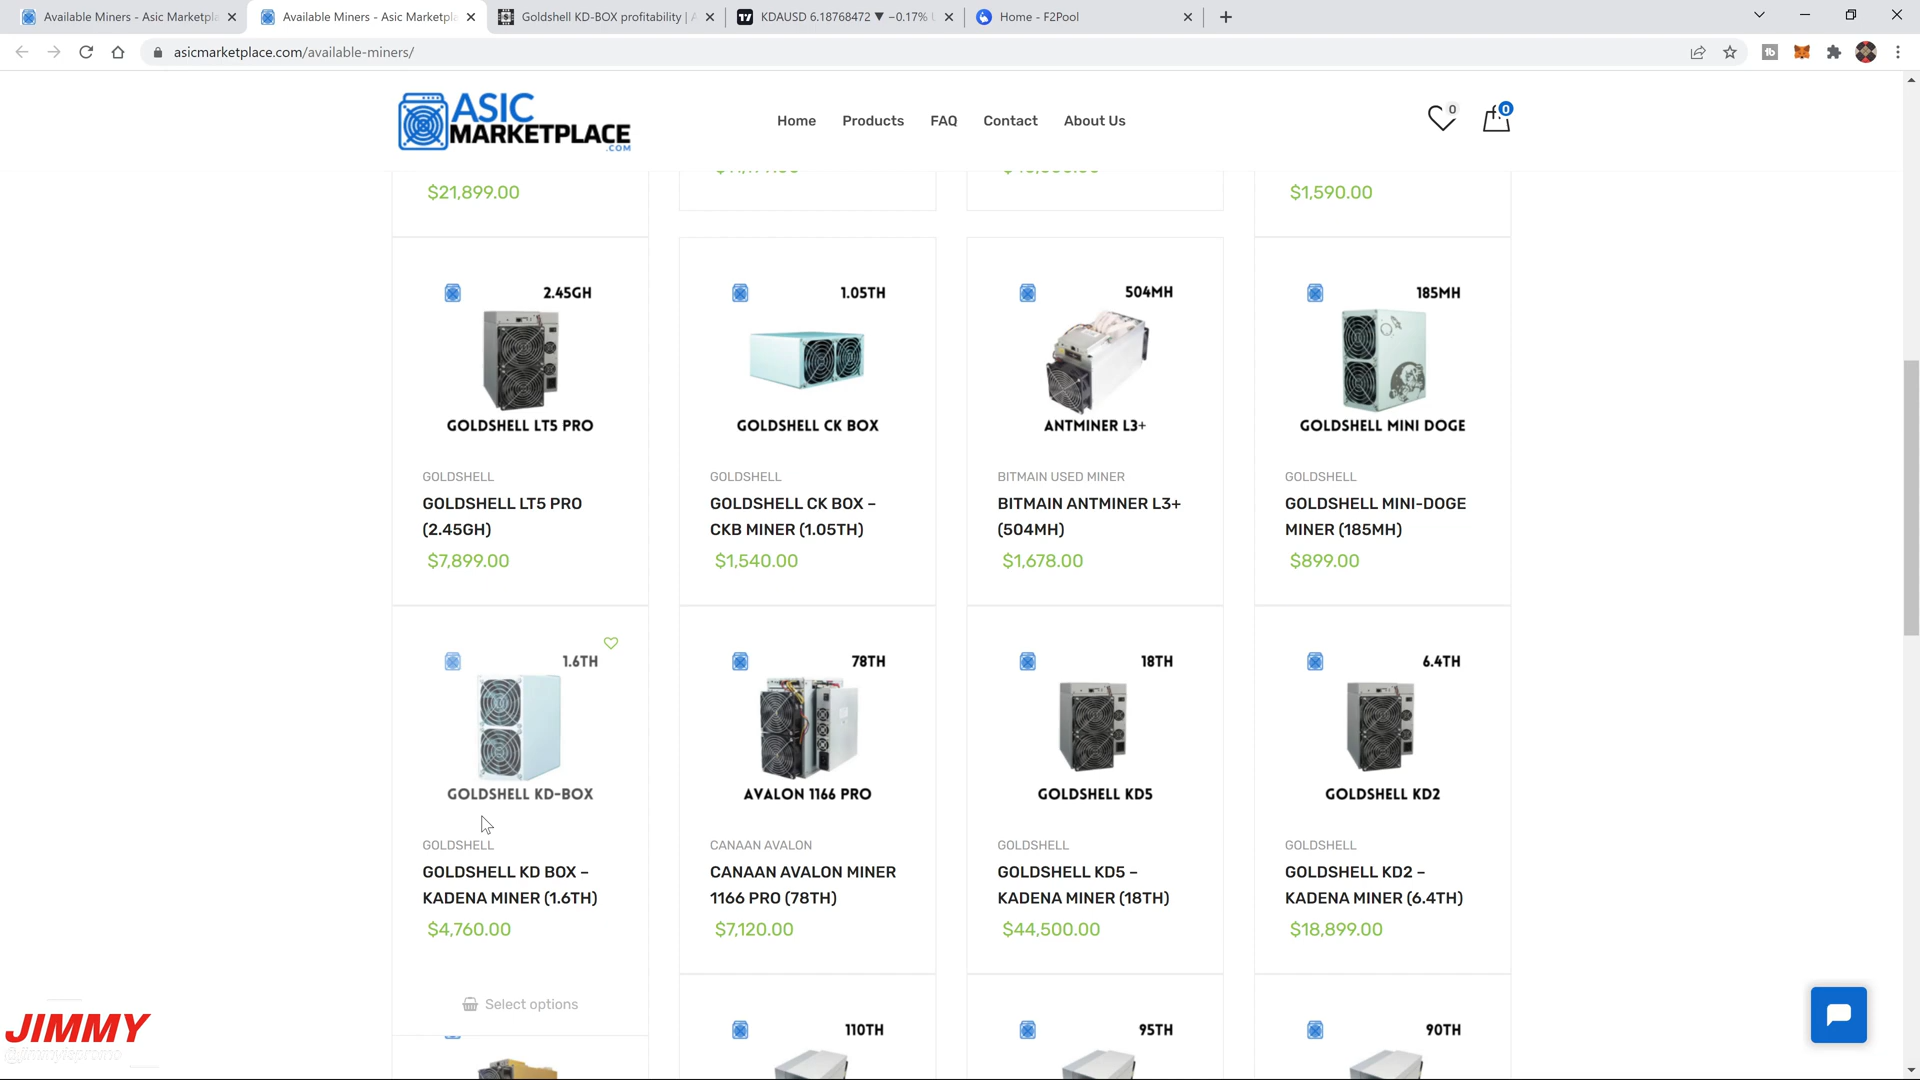 Available Miners - Asic Marketpla
Available Miners - Asic Marketpla
Goldshell KD-BOX profitability | A
KDAUSD 6.18768472 ▼ −0.17% U
Home - F2Pool
asicmarketplace.com/available-miners/
ASIC
MARKETPLACE
.COM
Home
Products
FAQ
Contact
About Us
0
0
$21,899.00
$1,590.00
2.45GH
1.05TH
504MH
185MH
GOLDSHELL LT5 PRO
GOLDSHELL CK BOX
ANTMINER L3+
GOLDSHELL MINI DOGE
GOLDSHELL
GOLDSHELL LT5 PRO
(2.45GH)
$7,899.00
GOLDSHELL
GOLDSHELL CK BOX –
CKB MINER (1.05TH)
$1,540.00
BITMAIN USED MINER
BITMAIN ANTMINER L3+
(504MH)
$1,678.00
GOLDSHELL
GOLDSHELL MINI-DOGE
MINER (185MH)
$899.00
1.6TH
78TH
18TH
6.4TH
GOLDSHELL KD-BOX
AVALON 1166 PRO
GOLDSHELL KD5
GOLDSHELL KD2
GOLDSHELL
GOLDSHELL KD BOX –
KADENA MINER (1.6TH)
$4,760.00
Select options
CANAAN AVALON
CANAAN AVALON MINER
1166 PRO (78TH)
$7,120.00
GOLDSHELL
GOLDSHELL KD5 –
KADENA MINER (18TH)
$44,500.00
GOLDSHELL
GOLDSHELL KD2 –
KADENA MINER (6.4TH)
$18,899.00
110TH
95TH
90TH
JIMMY